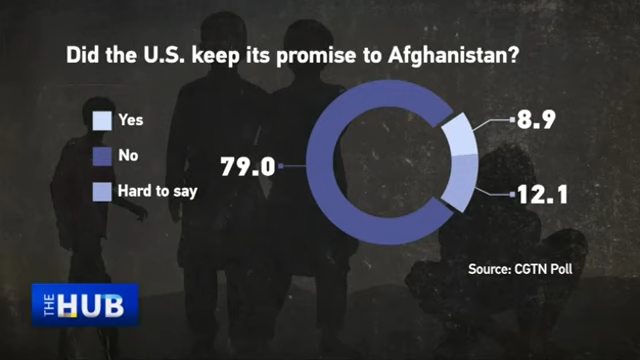 Did the U.S. keep its promise to Afghanistan?
Yes
No
Hard to say
79.0
8.9
12.1
Source: CGTN Poll
THE HUB